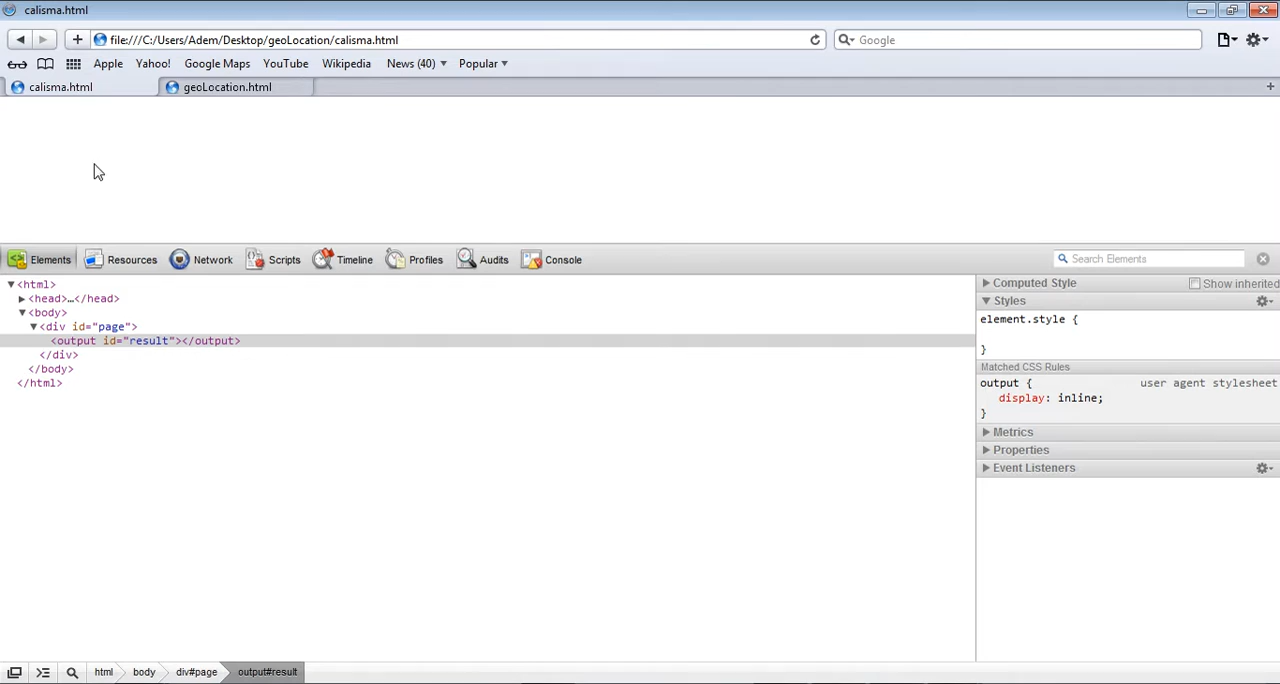 calisma.html
file:///C:/Users/Adem/Desktop/geoLocation/calisma.html
Google
Apple Yahoo! Google Maps YouTube Wikipedia News (40) Popular
calisma.html geoLocation.html
Elements Resources Network Scripts Timeline Profiles Audits Console Search Elements
<html>
<head>…</head>
<body>
<div id="page">
<output id="result"></output>
</div>
</body>
</html>
Computed Style Show inherited
Styles
element.style {
}
Matched CSS Rules
output { user agent stylesheet
display: inline;
}
Metrics
Properties
Event Listeners
html body div#page output#result